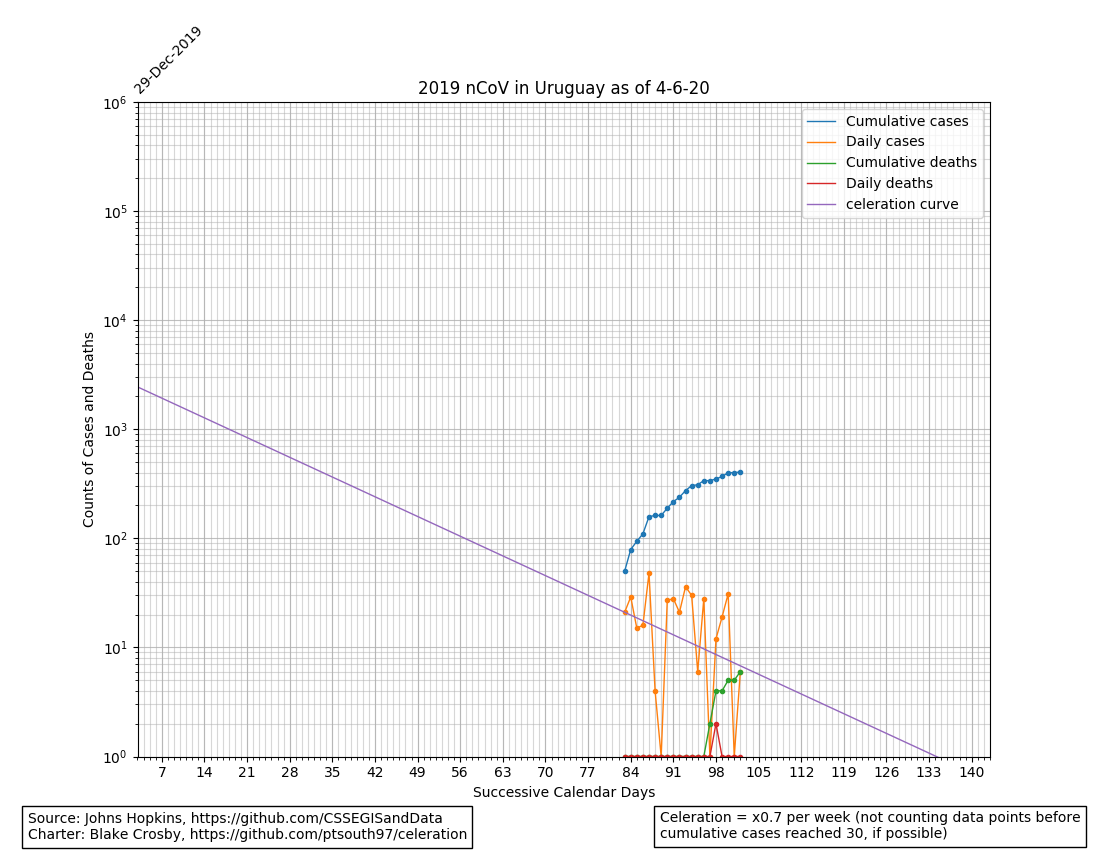 29-Dec-2019
2019 nCoV in Uruguay as of 4-6-20
Counts of Cases and Deaths
10^6
10^5
10^4
10^3
10^2
10^1
10^0
Cumulative cases
Daily cases
Cumulative deaths
Daily deaths
celeration curve
7 14 21 28 35 42 49 56 63 70 77 84 91 98 105 112 119 126 133 140
Successive Calendar Days
Source: Johns Hopkins, https://github.com/CSSEGISandData
Charter: Blake Crosby, https://github.com/ptsouth97/celeration
Celeration = x0.7 per week (not counting data points before
cumulative cases reached 30, if possible)